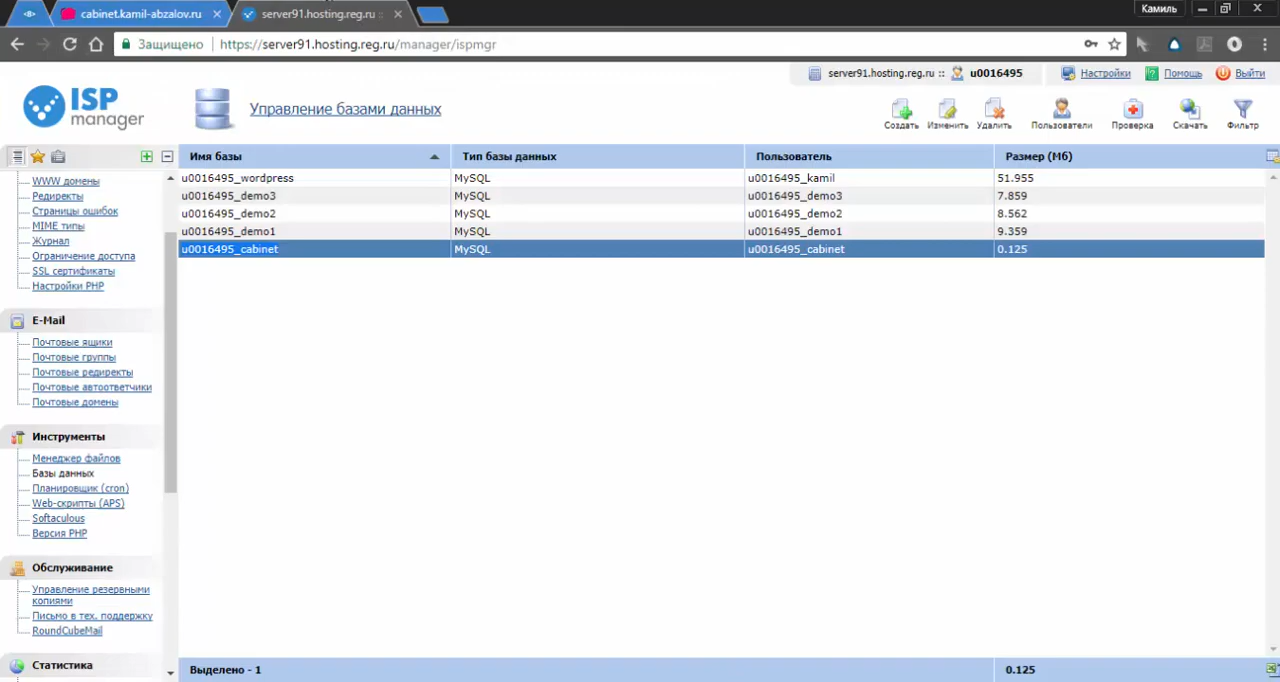 cabinet.kamil-abzalov.ru
server91.hosting.reg.ru ::
Камиль
Защищено
https://server91.hosting.reg.ru/manager/ispmgr
server91.hosting.reg.ru ::
u0016495
Настройки
Помощь
Выйти
ISP
manager
Управление базами данных
Создать
Изменить
Удалить
Пользователи
Проверка
Скачать
Фильтр
Имя базы
Тип базы данных
Пользователь
Размер (Мб)
u0016495_wordpress MySQL u0016495_kamil 51.955
u0016495_demo3 MySQL u0016495_demo3 7.859
u0016495_demo2 MySQL u0016495_demo2 8.562
u0016495_demo1 MySQL u0016495_demo1 9.359
u0016495_cabinet MySQL u0016495_cabinet 0.125
WWW домены
Редиректы
Страницы ошибок
MIME типы
Журнал
Ограничение доступа
SSL сертификаты
Настройки PHP
E-Mail
Почтовые ящики
Почтовые группы
Почтовые редиректы
Почтовые автоответчики
Почтовые домены
Инструменты
Менеджер файлов
Базы данных
Планировщик (cron)
Web-скрипты (APS)
Softaculous
Версия PHP
Обслуживание
Управление резервными
копиями
Письмо в тех. поддержку
RoundCubeMail
Статистика
Выделено - 1
0.125